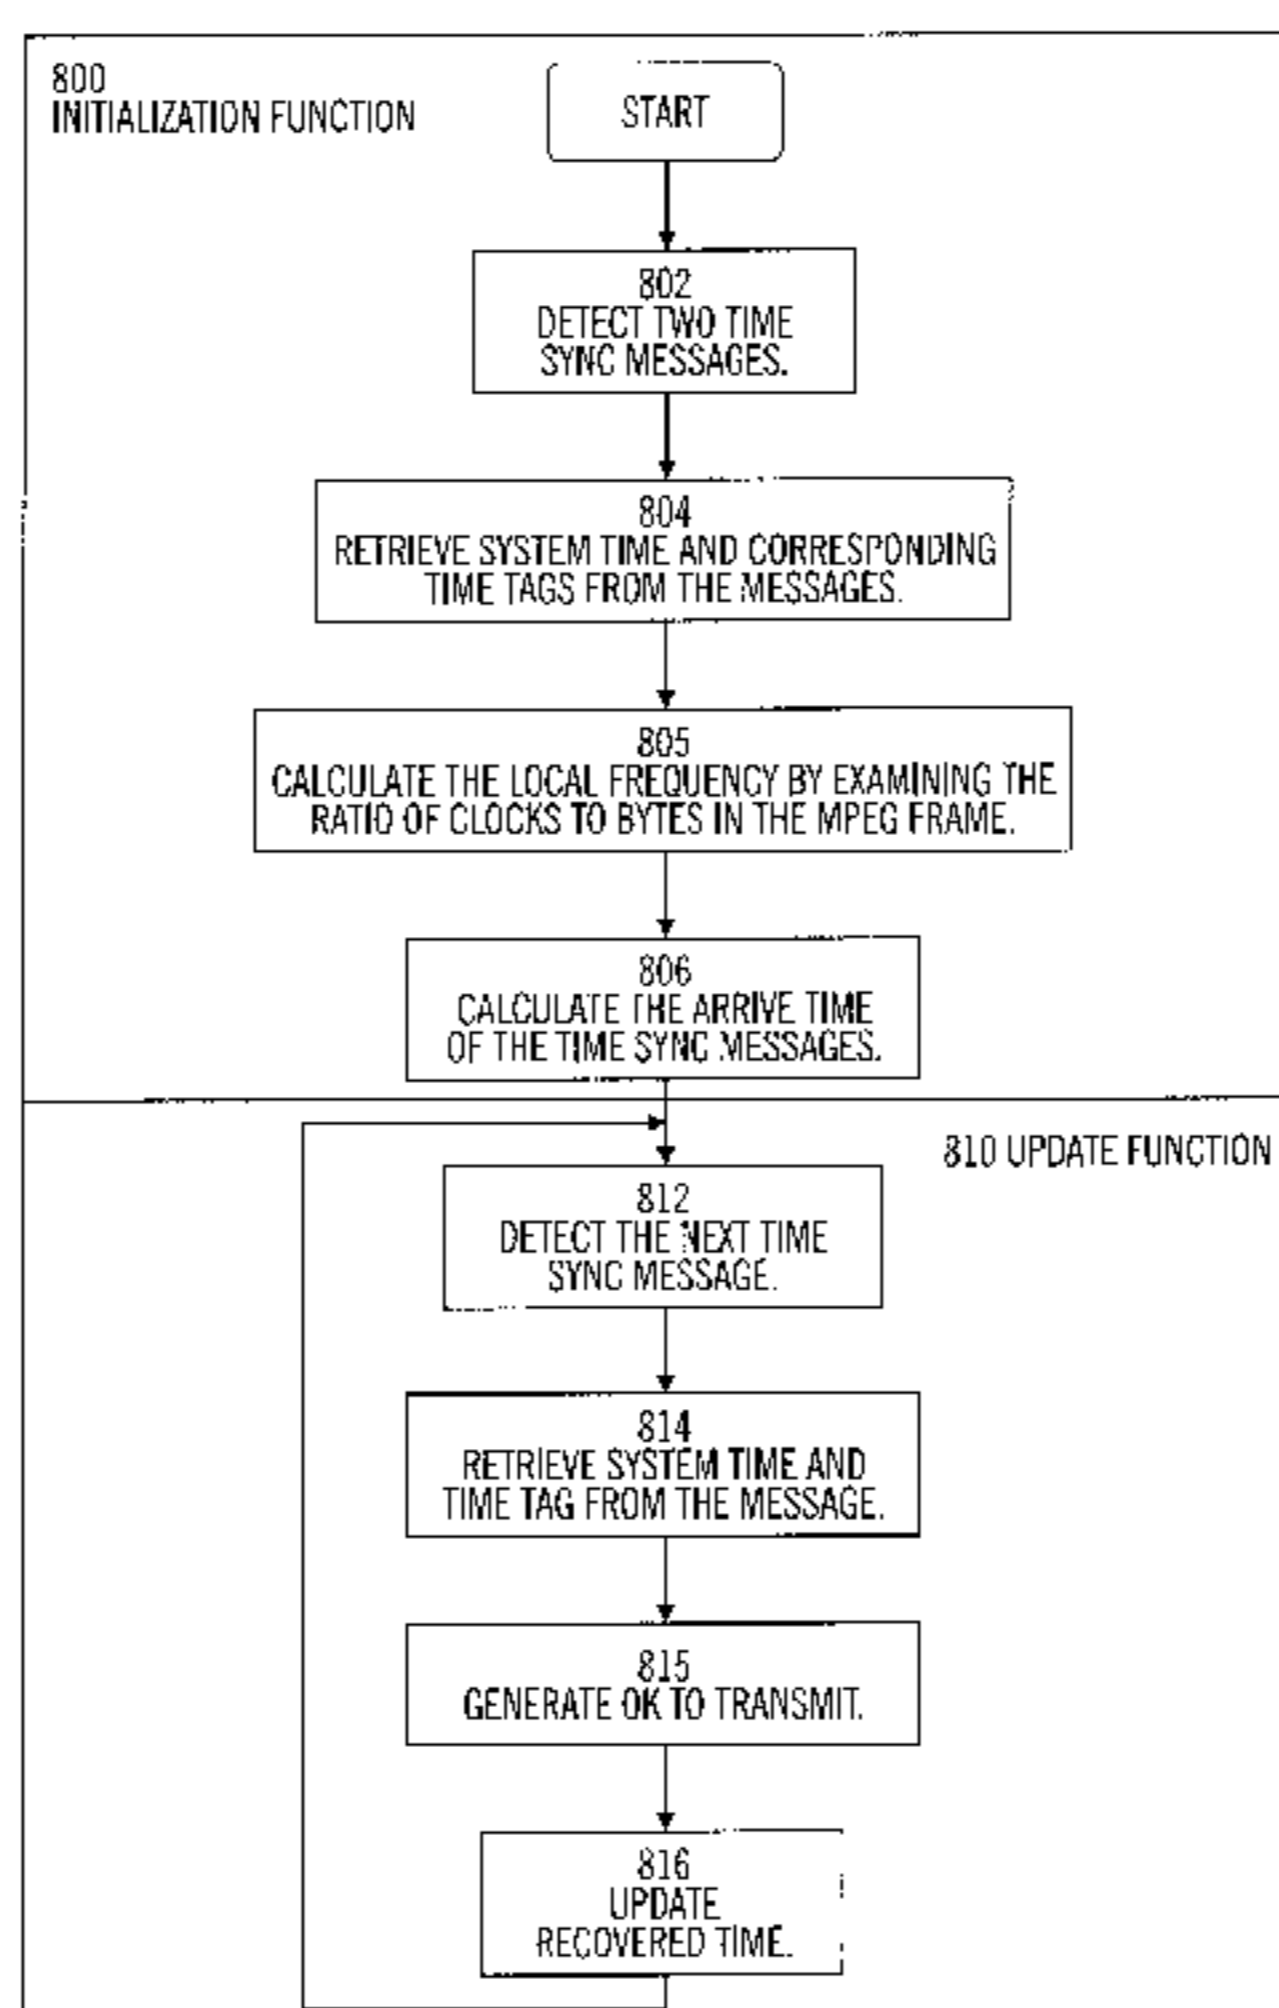 800
INITIALIZATION FUNCTION
START
802
DETECT TWO TIME
SYNC MESSAGES.
804
RETRIEVE SYSTEM TIME AND CORRESPONDING
TIME TAGS FROM THE MESSAGES.
805
CALCULATE THE LOCAL FREQUENCY BY EXAMINING THE
RATIO OF CLOCKS TO BYTES IN THE MPEG FRAME.
806
CALCULATE THE ARRIVE TIME
OF THE TIME SYNC MESSAGES.
810 UPDATE FUNCTION
812
DETECT THE NEXT TIME
SYNC MESSAGE.
814
RETRIEVE SYSTEM TIME AND
TIME TAG FROM THE MESSAGE.
815
GENERATE OK TO TRANSMIT.
816
UPDATE
RECOVERED TIME.